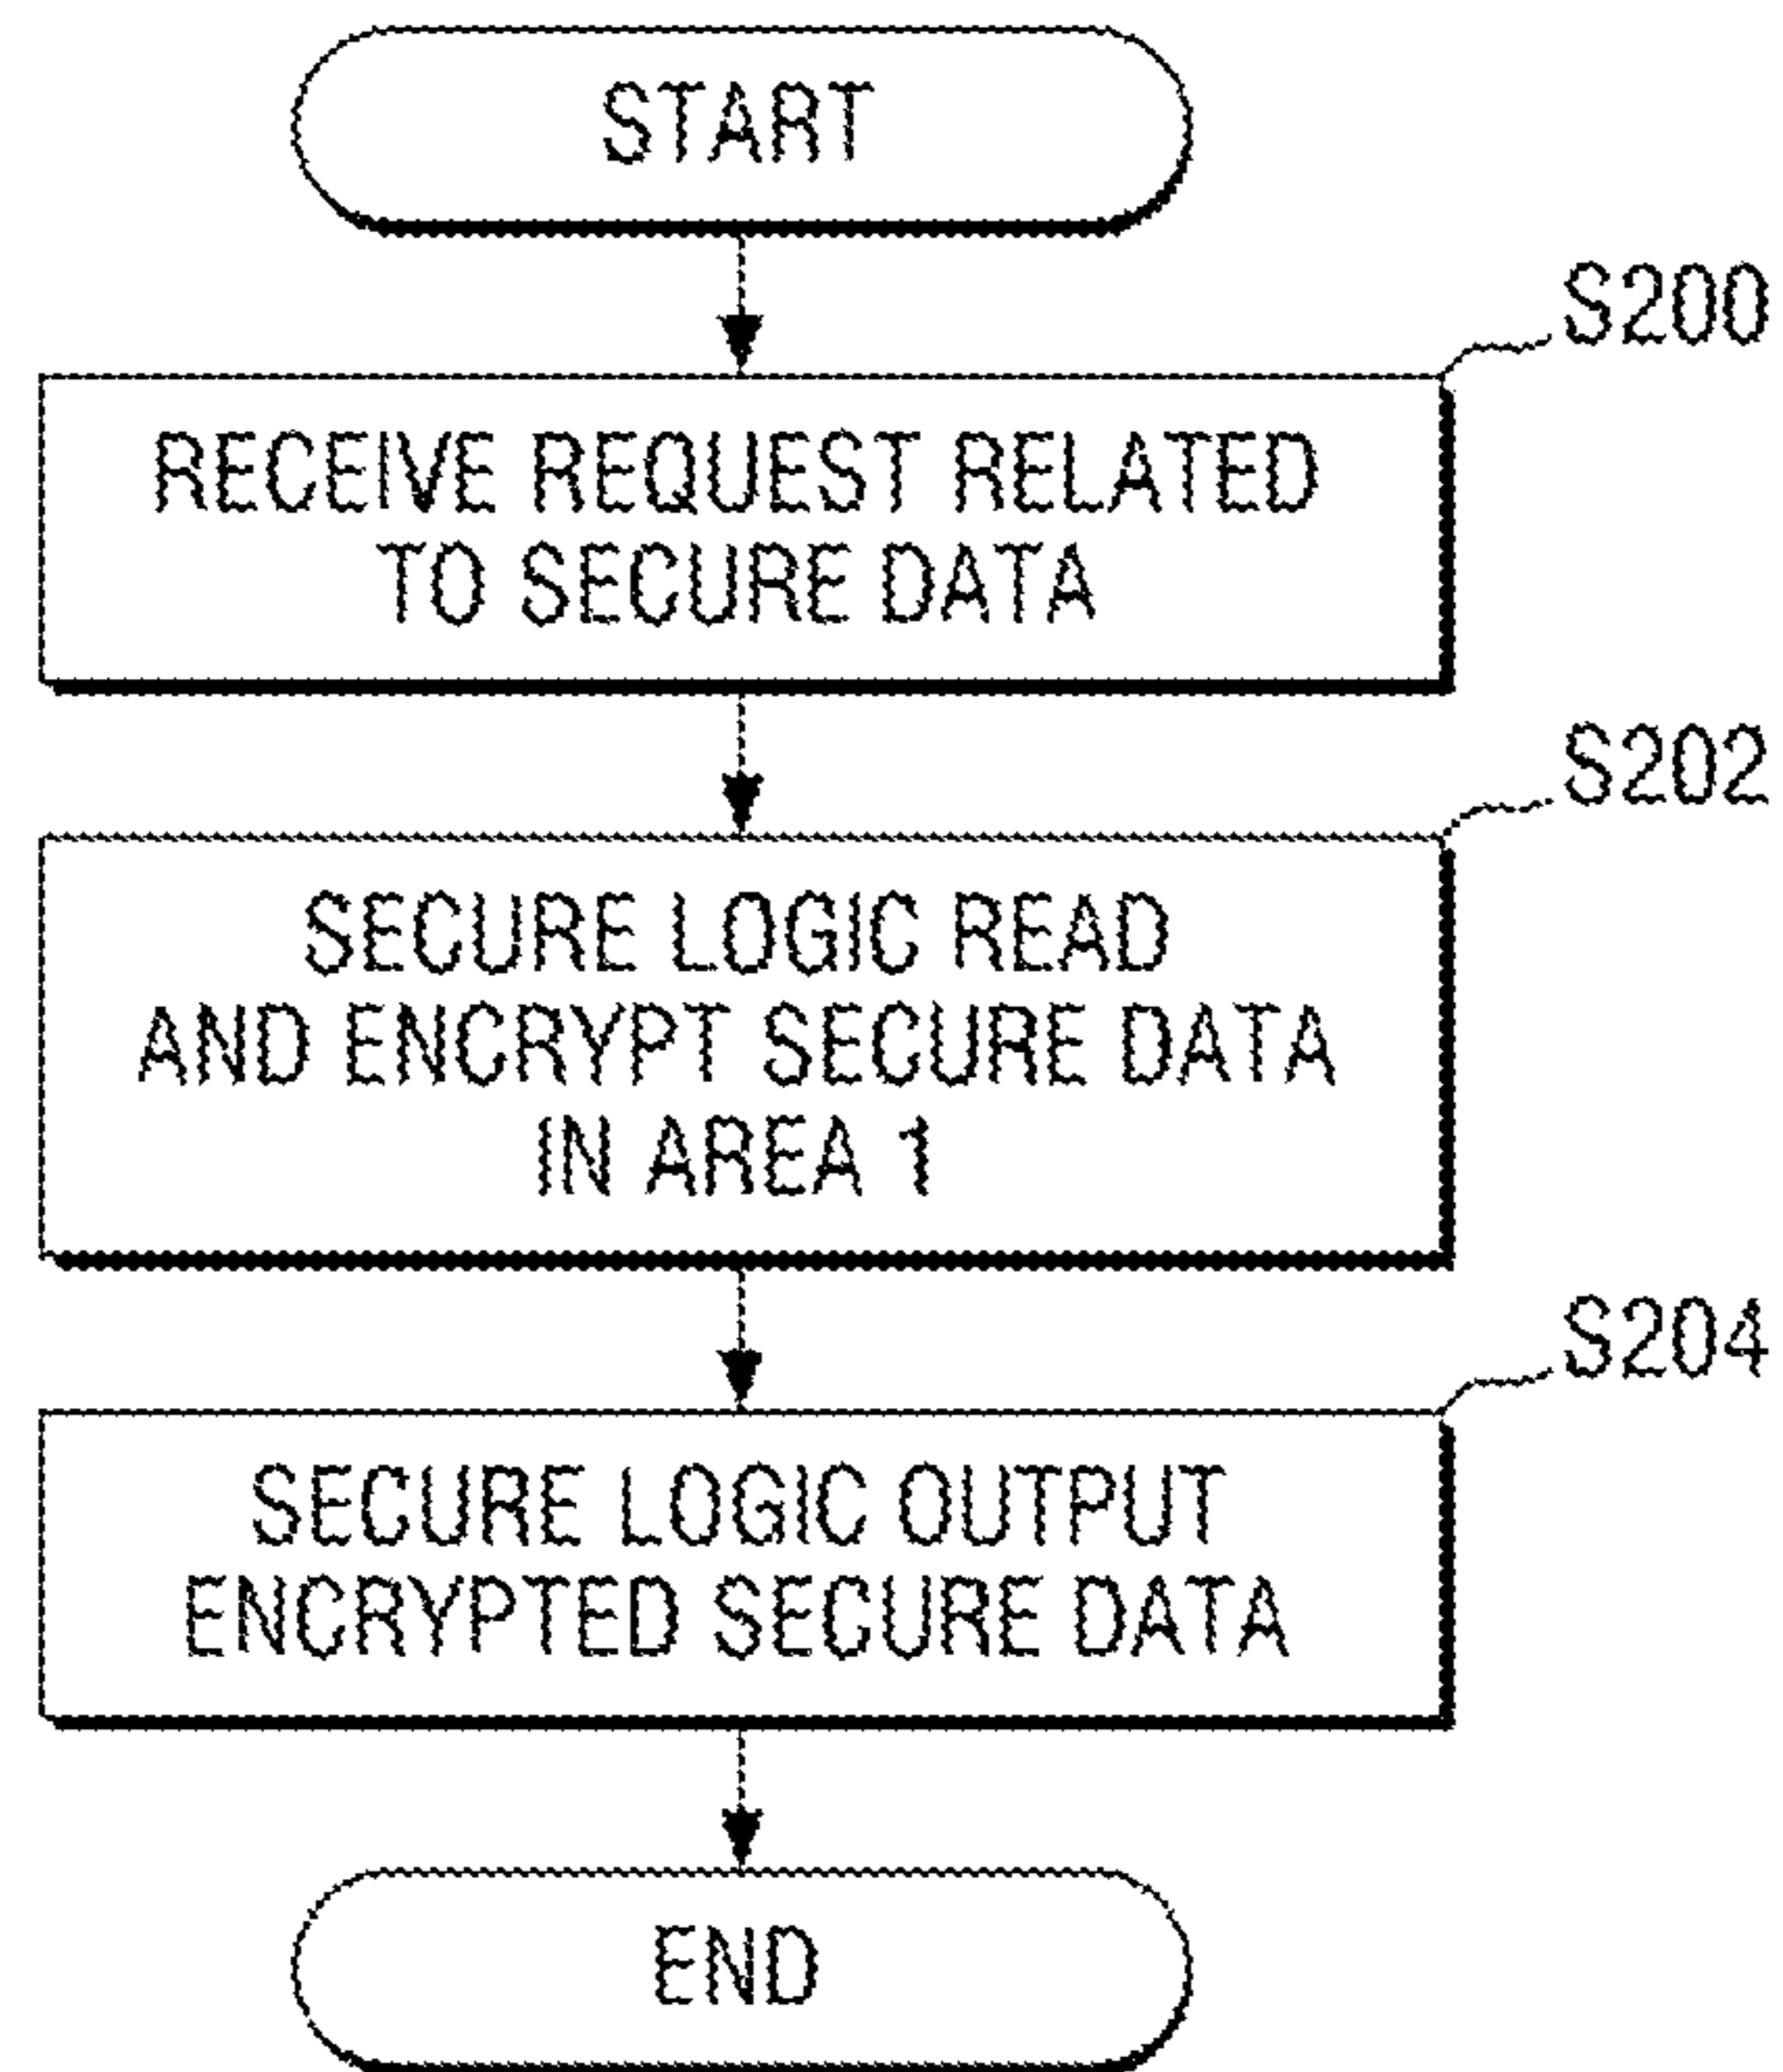 START
S200
RECEIVE REQUEST RELATED
TO SECURE DATA
S202
SECURE LOGIC READ
AND ENCRYPT SECURE DATA
IN AREA 1
S204
SECURE LOGIC OUTPUT
ENCRYPTED SECURE DATA
END